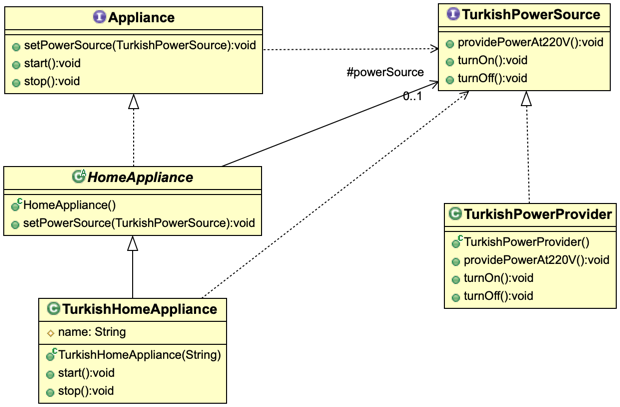 Appliance
setPowerSource(TurkishPowerSource):void
start():void
stop():void
TurkishPowerSource
providePowerAt220V():void
turnOn():void
turnOff():void
#powerSource
0..1
HomeAppliance
HomeAppliance()
setPowerSource(TurkishPowerSource):void
TurkishPowerProvider
TurkishPowerProvider()
providePowerAt220V():void
turnOn():void
turnOff():void
TurkishHomeAppliance
name: String
TurkishHomeAppliance(String)
start():void
stop():void